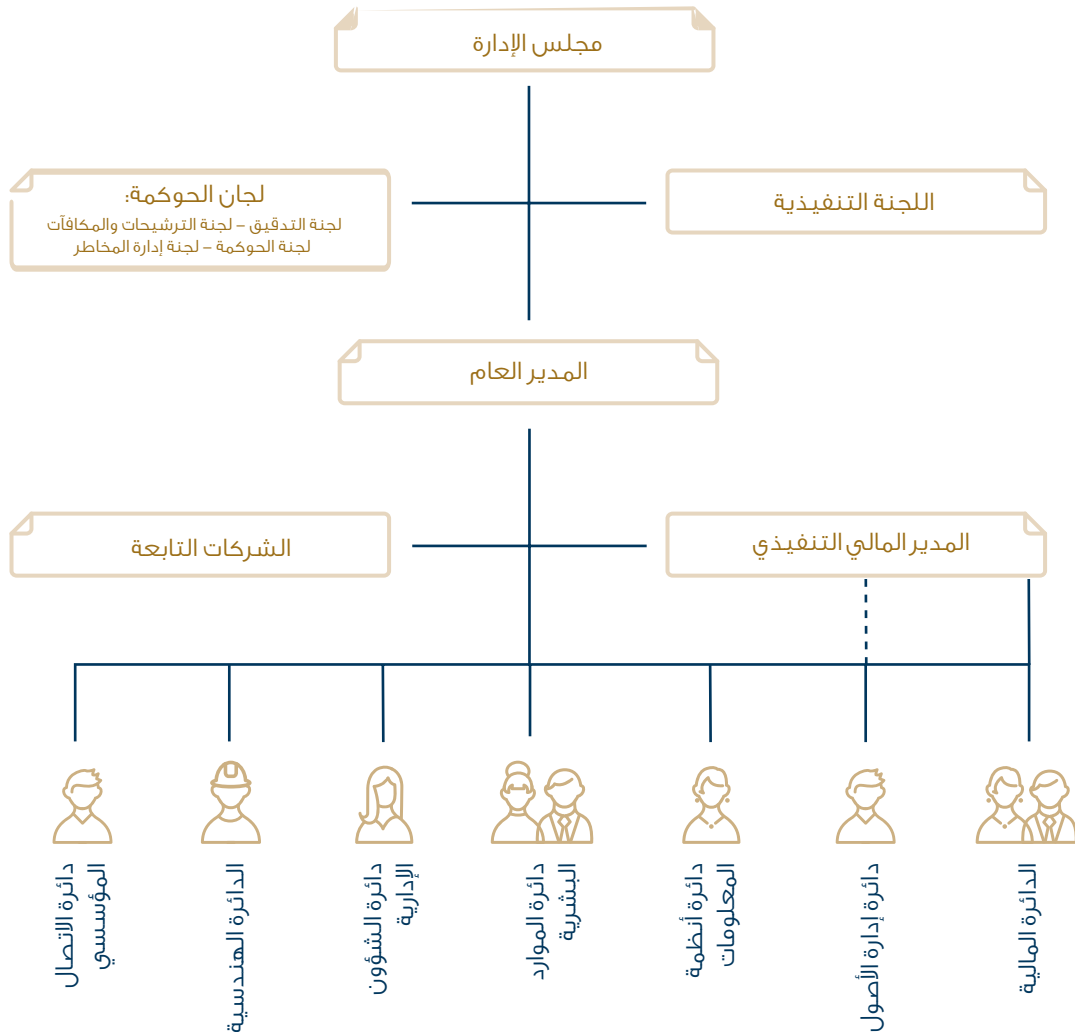 مجلس الإدارة
اللجنة التنفيذية
لجان الحوكمة:
لجنة التدقيق – لجنة الترشيحات والمكافآت
لجنة الحوكمة – لجنة إدارة المخاطر
المدير العام
المدير المالي التنفيذي
الشركات التابعة
الدائرة المالية
دائرة إدارة الأصول
دائرة أنظمة
المعلومات
دائرة الموارد
البشرية
دائرة الشؤون
الإدارية
الدائرة الهندسية
دائرة الاتصال
المؤسسي